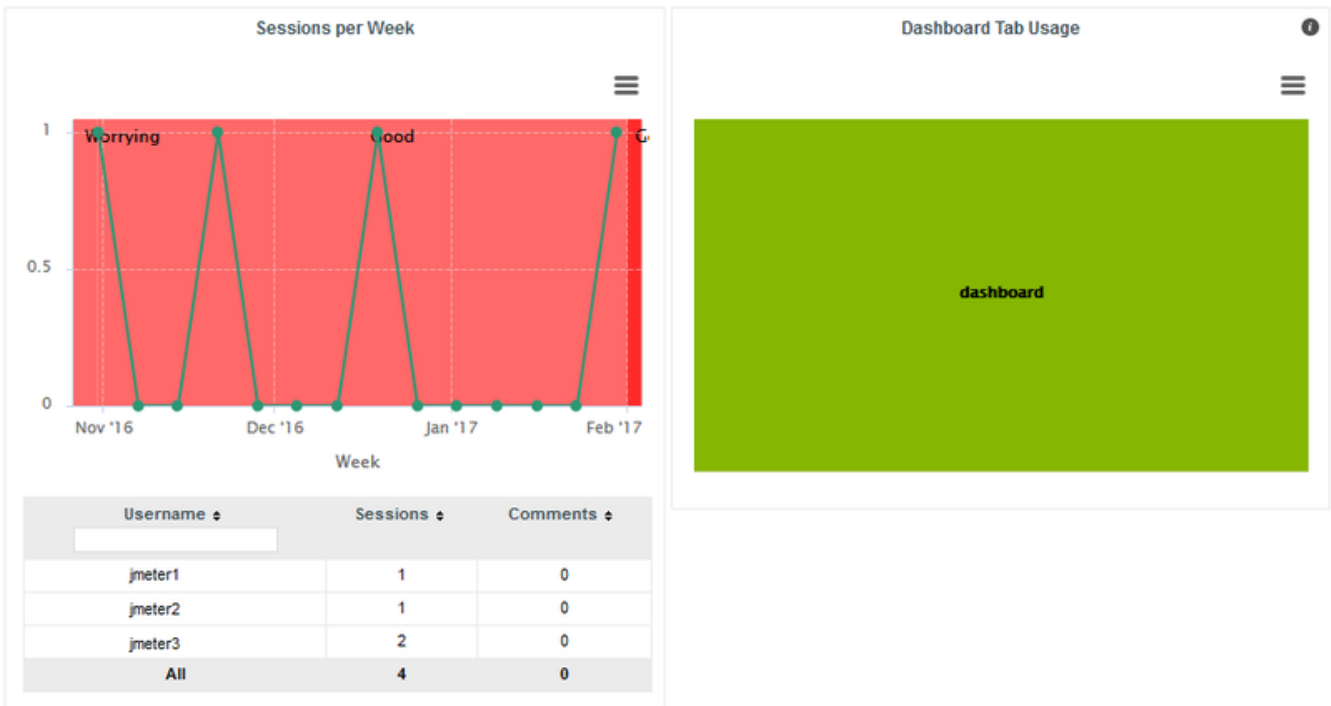 Sessions per Week
Worrying Good G
1
0.5
0
Nov '16 Dec '16 Jan '17 Feb '17
Week
Username Sessions Comments
jmeter1 1 0
jmeter2 1 0
jmeter3 2 0
All 4 0
Dashboard Tab Usage
dashboard